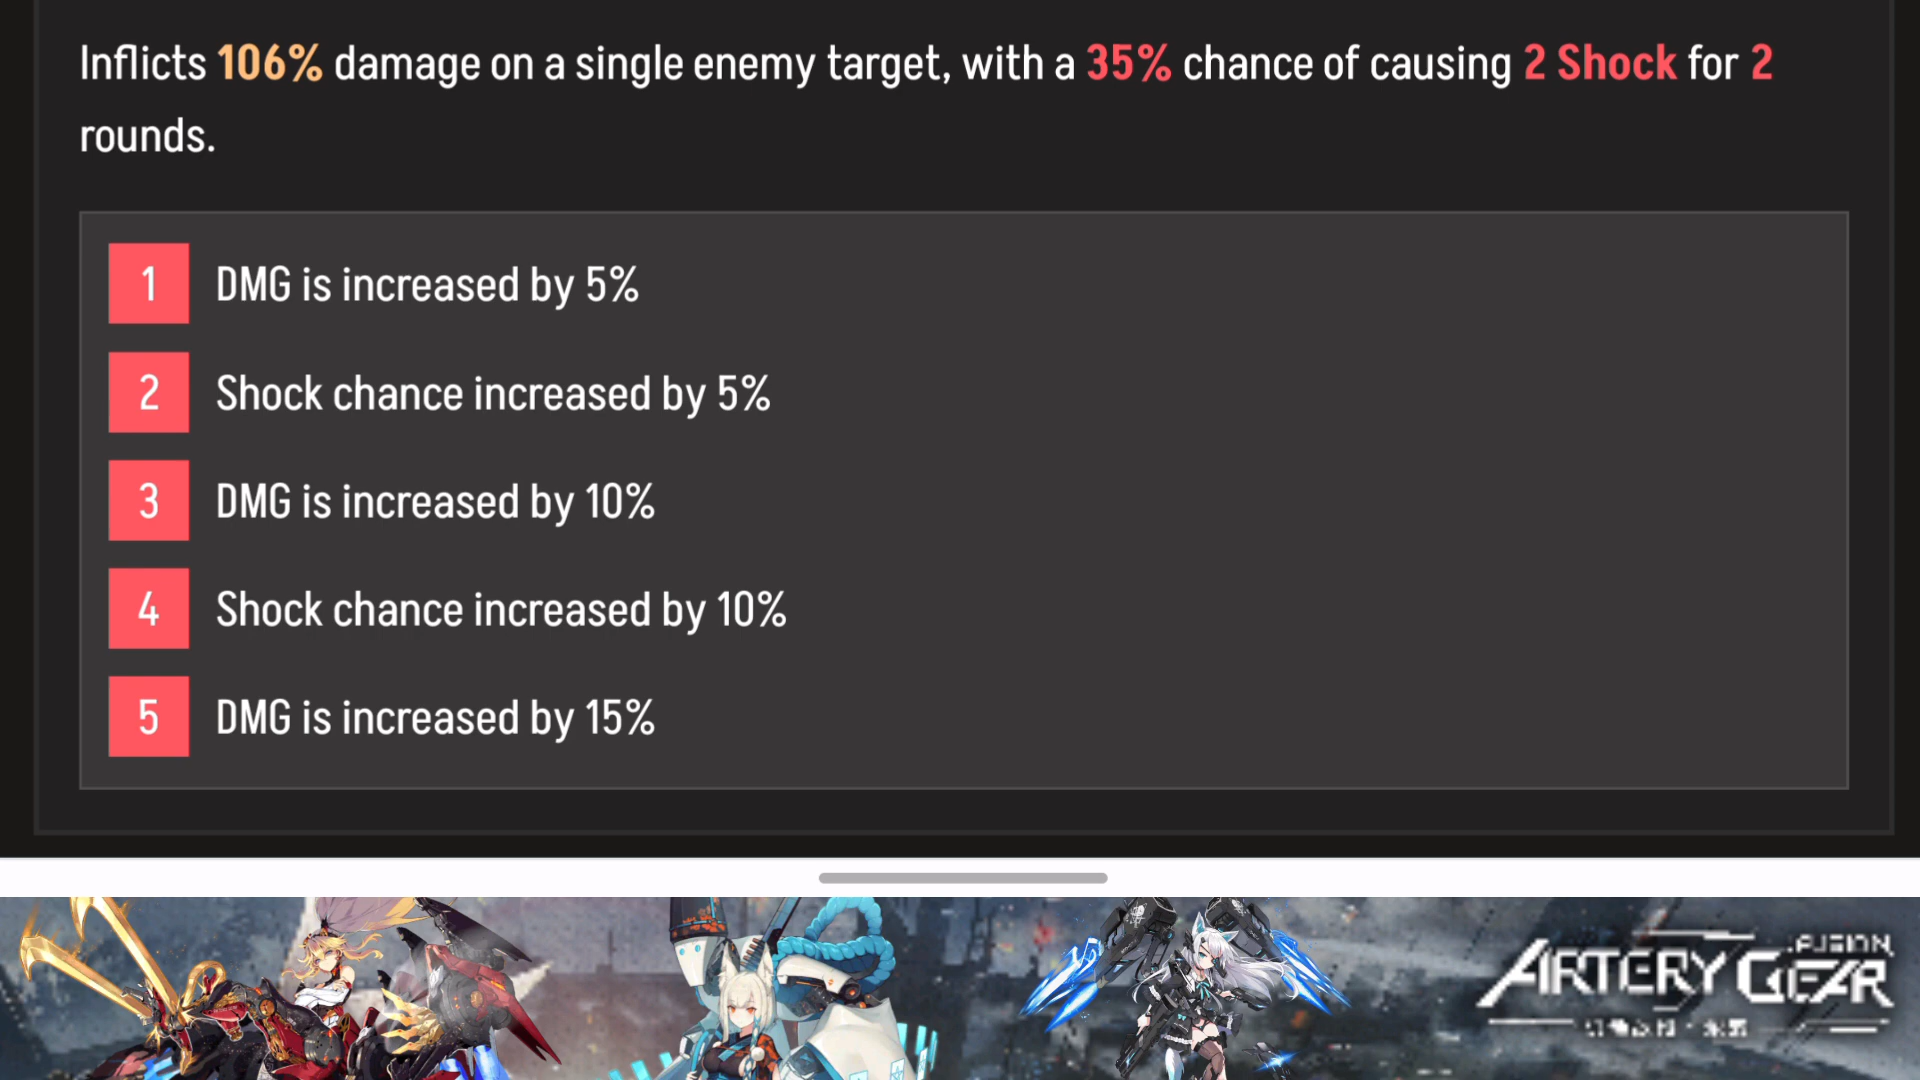 Inflicts 106% damage on a single enemy target, with a 35% chance of causing 2 Shock for 2
rounds.
1 DMG is increased by 5%
2 Shock chance increased by 5%
3 DMG is increased by 10%
4 Shock chance increased by 10%
5 DMG is increased by 15%
FUSION
ARTERY GEAR